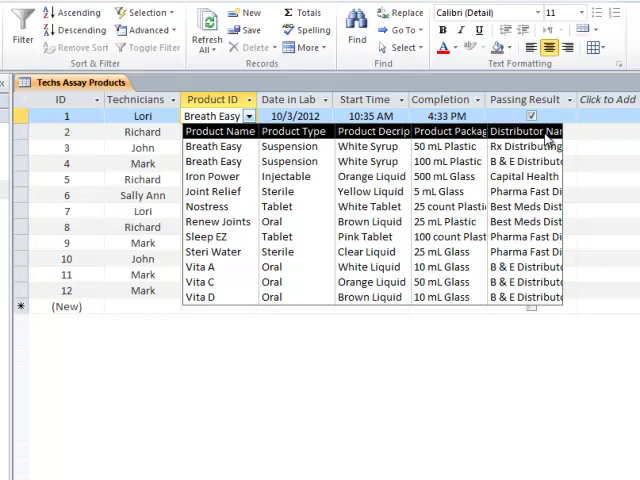 Ascending Selection Totals Replace Calibri (Detail) 11
Filter Descending Advanced Refresh All Save Spelling Find Go To B I U
Remove Sort Toggle Filter Delete More Select A
Sort & Filter Records Find Text Formatting
Techs Assay Products
ID Technicians Product ID Date in Lab Start Time Completion Passing Result Click to Add
1 Lori Breath Easy 10/3/2012 10:35 AM 4:33 PM
2 Richard Product Name Product Type Product Decrip Product Packag Distributor Nar
3 John Breath Easy Suspension White Syrup 50 mL Plastic Rx Distributing
4 Mark Breath Easy Suspension White Syrup 100 mL Plastic B & E Distributo
5 Richard Iron Power Injectable Orange Liquid 500 mL Glass Capital Health
6 Sally Ann Joint Relief Sterile Yellow Liquid 5 mL Glass Pharma Fast Di
7 Lori Nostress Tablet White Tablet 25 count Plasti Best Meds Distr
8 Richard Renew Joints Oral Brown Liquid 25 mL Plastic Best Meds Distr
9 Mark Sleep EZ Tablet Pink Tablet 100 count Plast Pharma Fast Di
10 John Steri Water Sterile Clear Liquid 25 mL Glass Pharma Fast Di
11 Mark Vita A Oral White Liquid 10 mL Glass B & E Distributo
12 Mark Vita C Oral Orange Liquid 50 mL Glass B & E Distributo
(New) Vita D Oral Brown Liquid 10 mL Glass B & E Distributo